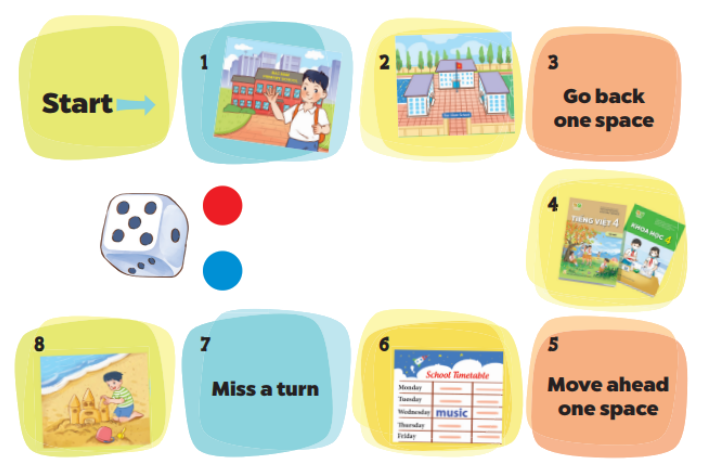 Start
1
2
3
Go back
one space
4
TIẾNG VIỆT 4
KHOA HỌC 4
8
7
Miss a turn
6
School Timetable
Monday
Tuesday
Wednesday music
Thursday
Friday
5
Move ahead
one space